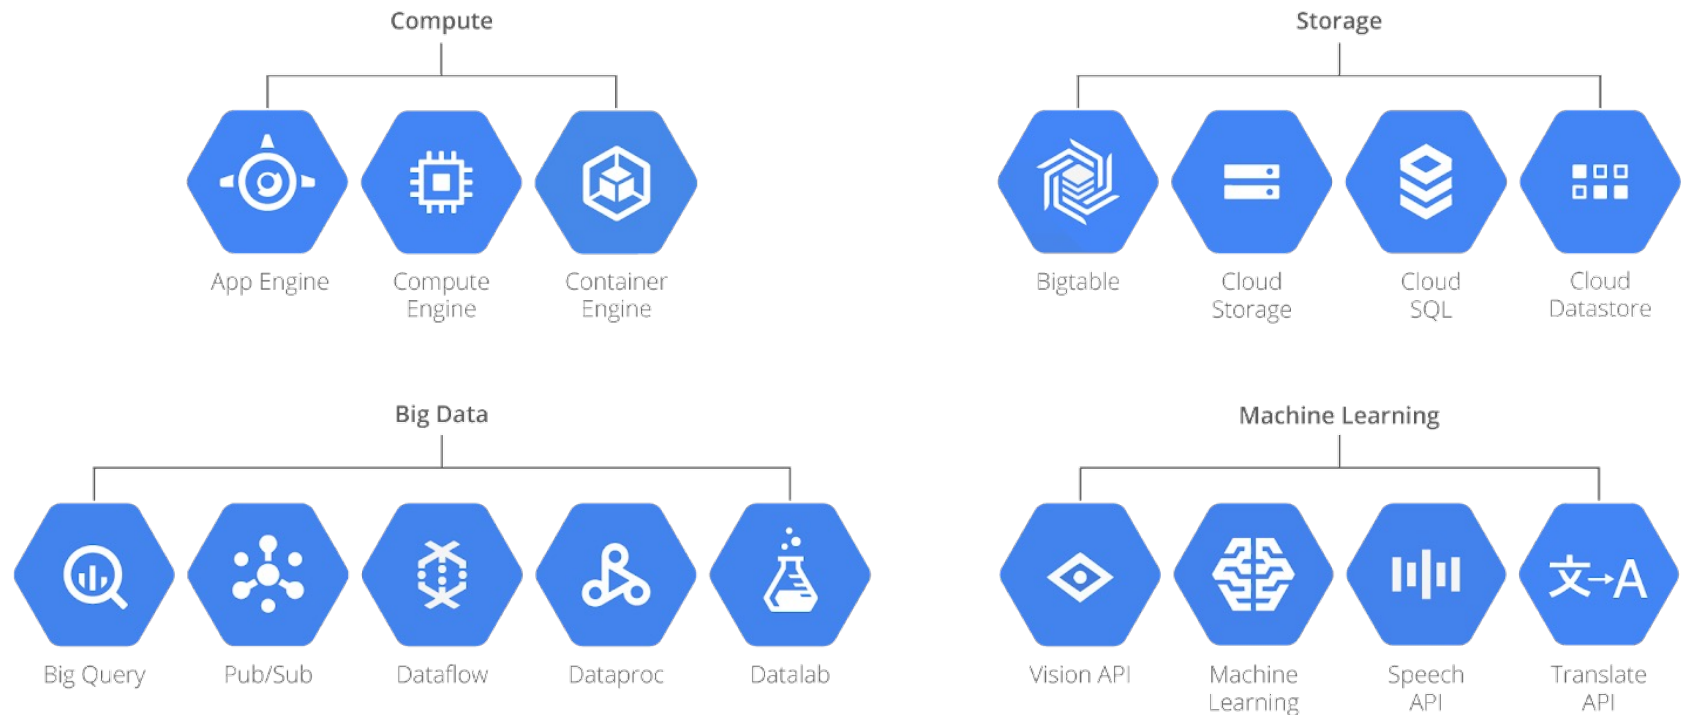 Compute
App Engine
Compute
Engine
Container
Engine
Storage
Bigtable
Cloud
Storage
Cloud
SQL
Cloud
Datastore
Big Data
Big Query
Pub/Sub
Dataflow
Dataproc
Datalab
Machine Learning
Vision API
Machine
Learning
Speech
API
文→A
Translate
API